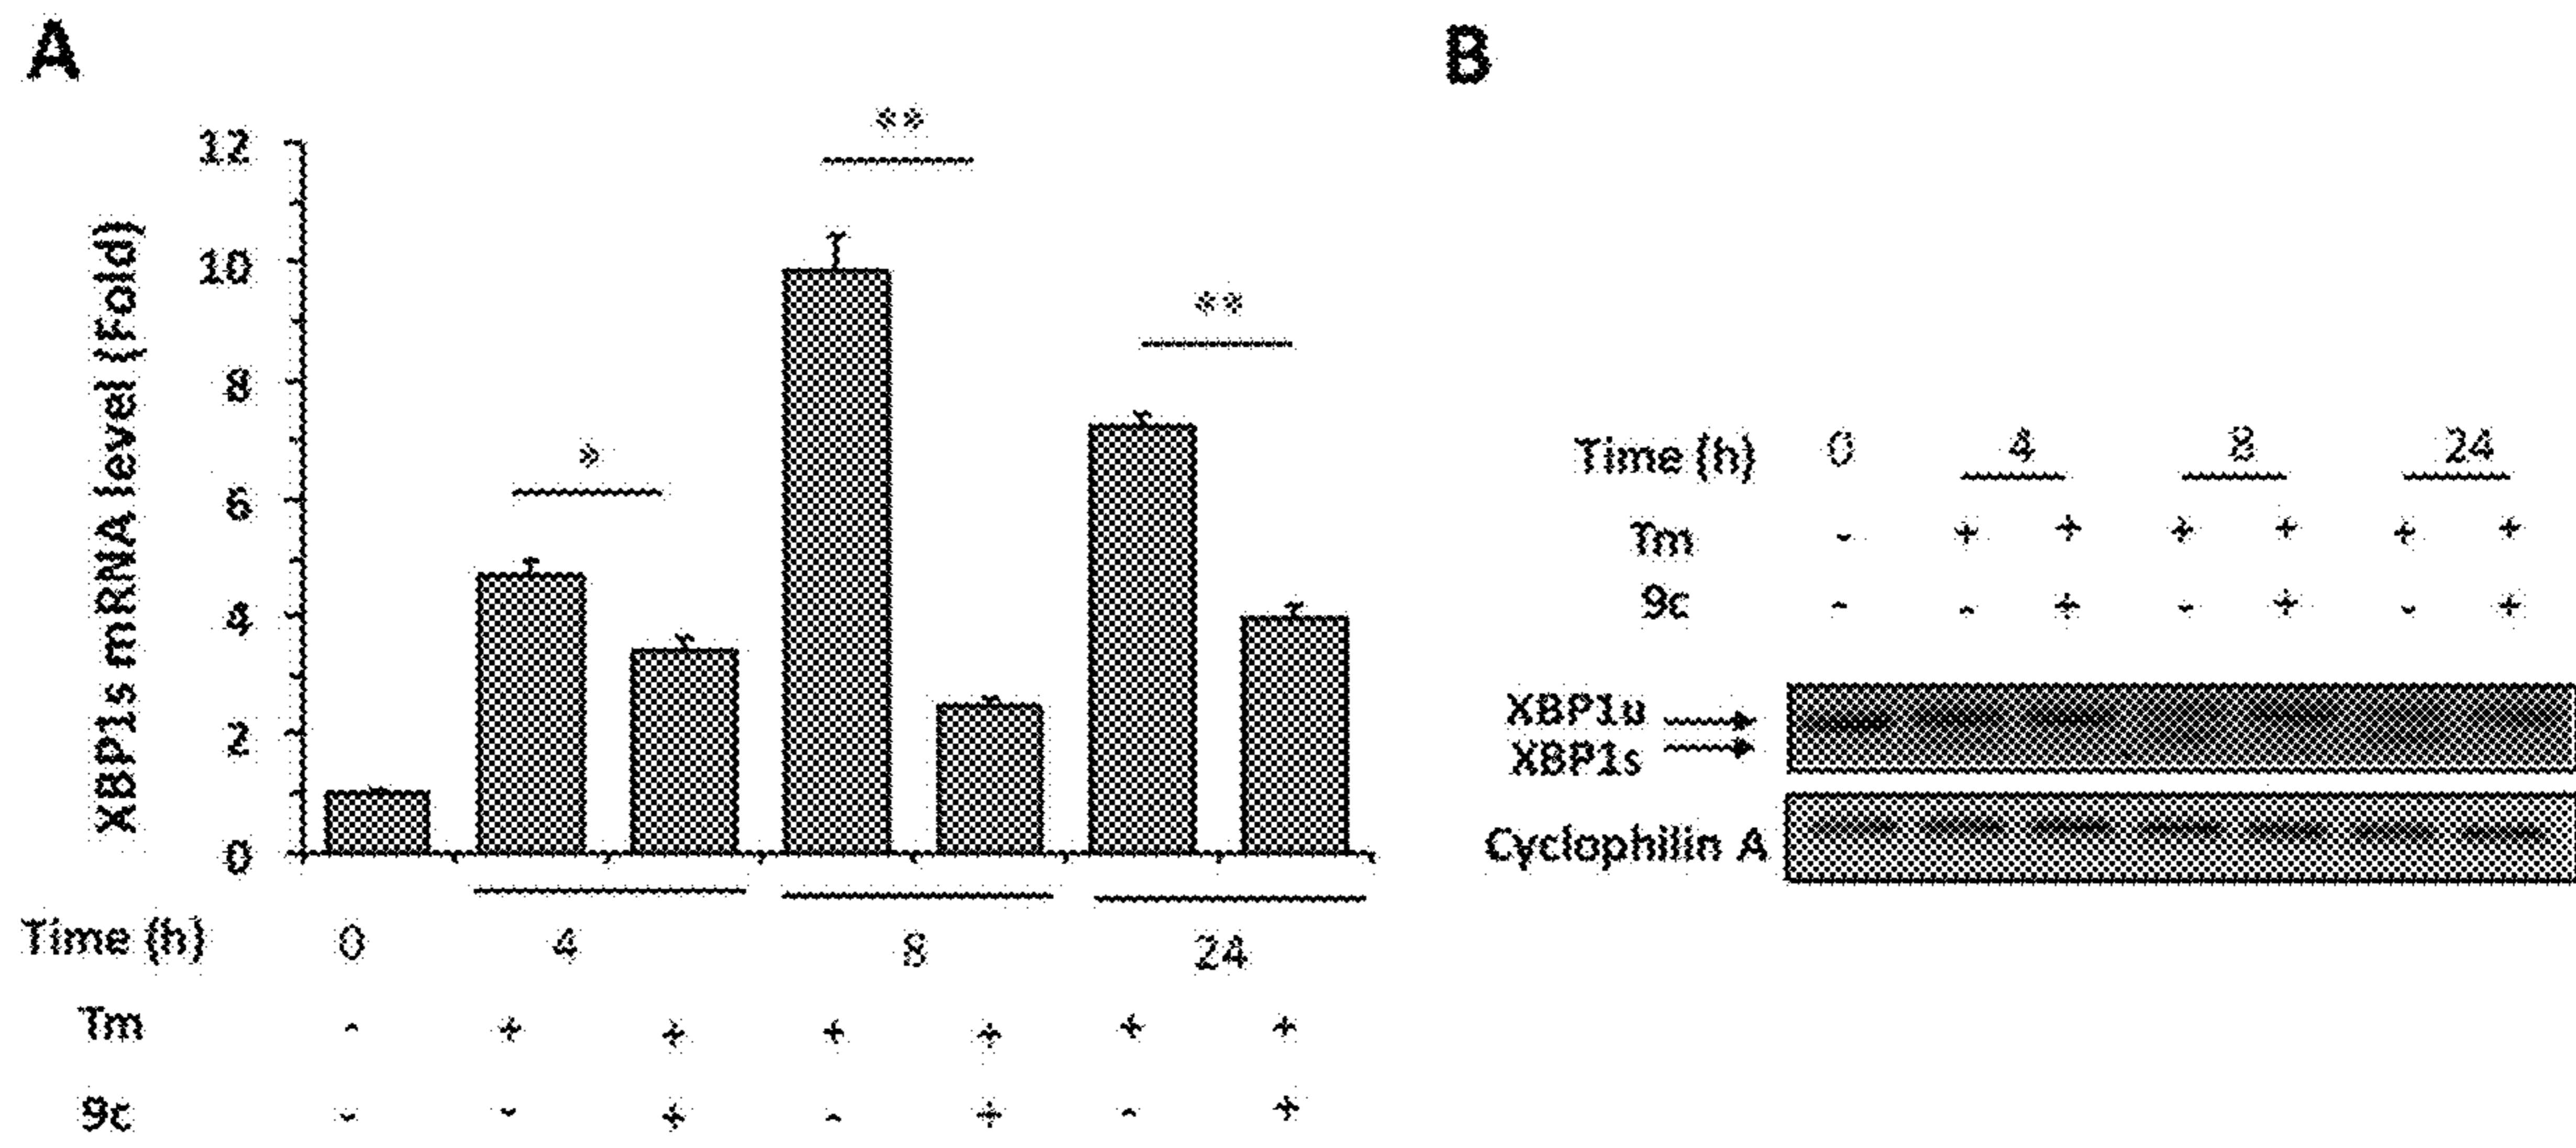 A
**
12
10
8
6
4
2
0
XBP1s mRNA level (Fold)
*
**
Time (h) 0 4 8 24
Tm - + + + + + +
9c - - + - + - +
B
Time (h) 0 4 8 24
Tm - + + + + + +
9c - - + - + - +
XBP1u
XBP1s
Cyclophilin A